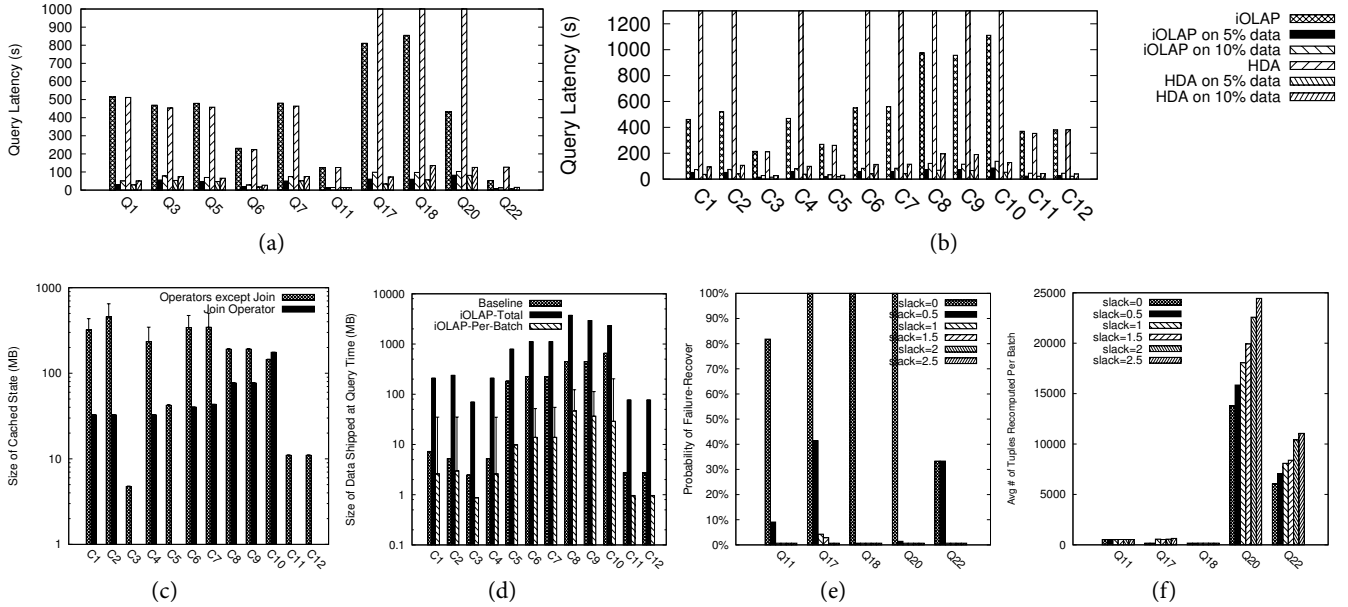 Query Latency (s)
1000
900
800
700
600
500
400
300
200
100
0
Q1
Q3
Q5
Q6
Q7
Q11
Q17
Q18
Q20
Q22
(a)
Query Latency (s)
1200
1000
800
600
400
200
0
C1
C2
C3
C4
C5
C6
C7
C8
C9
C10
C11
C12
iOLAP
iOLAP on 5% data
iOLAP on 10% data
HDA
HDA on 5% data
HDA on 10% data
(b)
Size of Cached State (MB)
1000
100
10
1
Operators except Join
Join Operator
C1
C2
C3
C4
C5
C6
C7
C8
C9
C10
C11
C12
(c)
Size of Data Shipped at Query Time (MB)
10000
1000
100
10
1
0.1
Baseline
iOLAP-Total
iOLAP-Per-Batch
C1
C2
C3
C4
C5
C6
C7
C8
C9
C10
C11
C12
(d)
Probability of Failure-Recover
100%
90%
80%
70%
60%
50%
40%
30%
20%
10%
0%
slack=0
slack=0.5
slack=1
slack=1.5
slack=2
slack=2.5
Q11
Q17
Q18
Q20
Q22
(e)
Avg # of Tuples Recomputed Per Batch
25000
20000
15000
10000
5000
0
slack=0
slack=0.5
slack=1
slack=1.5
slack=2
slack=2.5
Q11
Q17
Q18
Q20
Q22
(f)